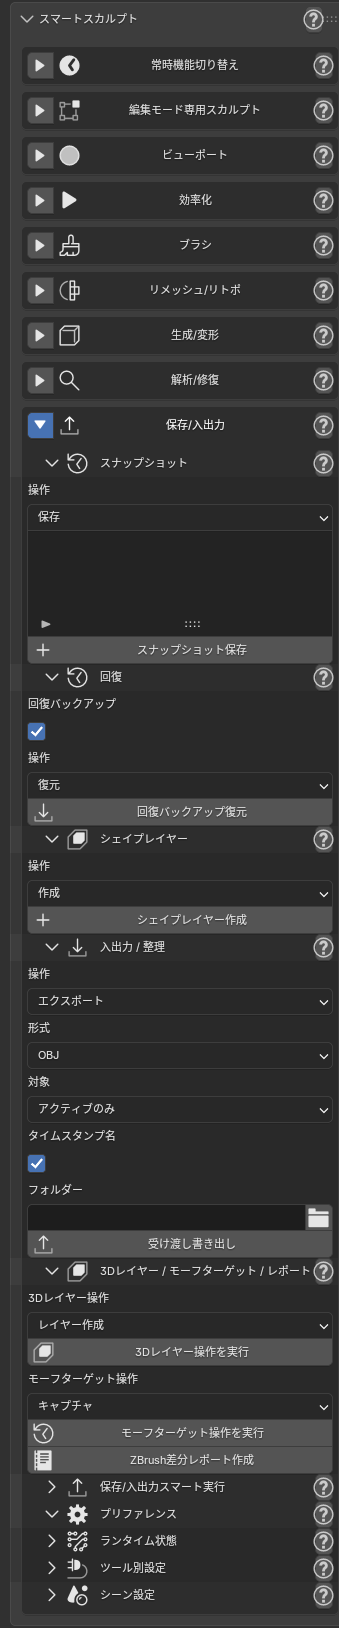 スマートスカルプト
常時機能切り替え
編集モード専用スカルプト
ビューポート
効率化
ブラシ
リメッシュ/リトポ
生成/変形
解析/修復
保存/入出力
スナップショット
操作
保存
スナップショット保存
回復
回復バックアップ
操作
復元
回復バックアップ復元
シェイプレイヤー
操作
作成
シェイプレイヤー作成
入出力 / 整理
操作
エクスポート
形式
OBJ
対象
アクティブのみ
タイムスタンプ名
フォルダー
受け渡し書き出し
3Dレイヤー / モーフターゲット / レポート
3Dレイヤー操作
レイヤー作成
3Dレイヤー操作を実行
モーフターゲット操作
キャプチャ
モーフターゲット操作を実行
ZBrush差分レポート作成
保存/入出力スマート実行
プリファレンス
ランタイム状態
ツール別設定
シーン設定